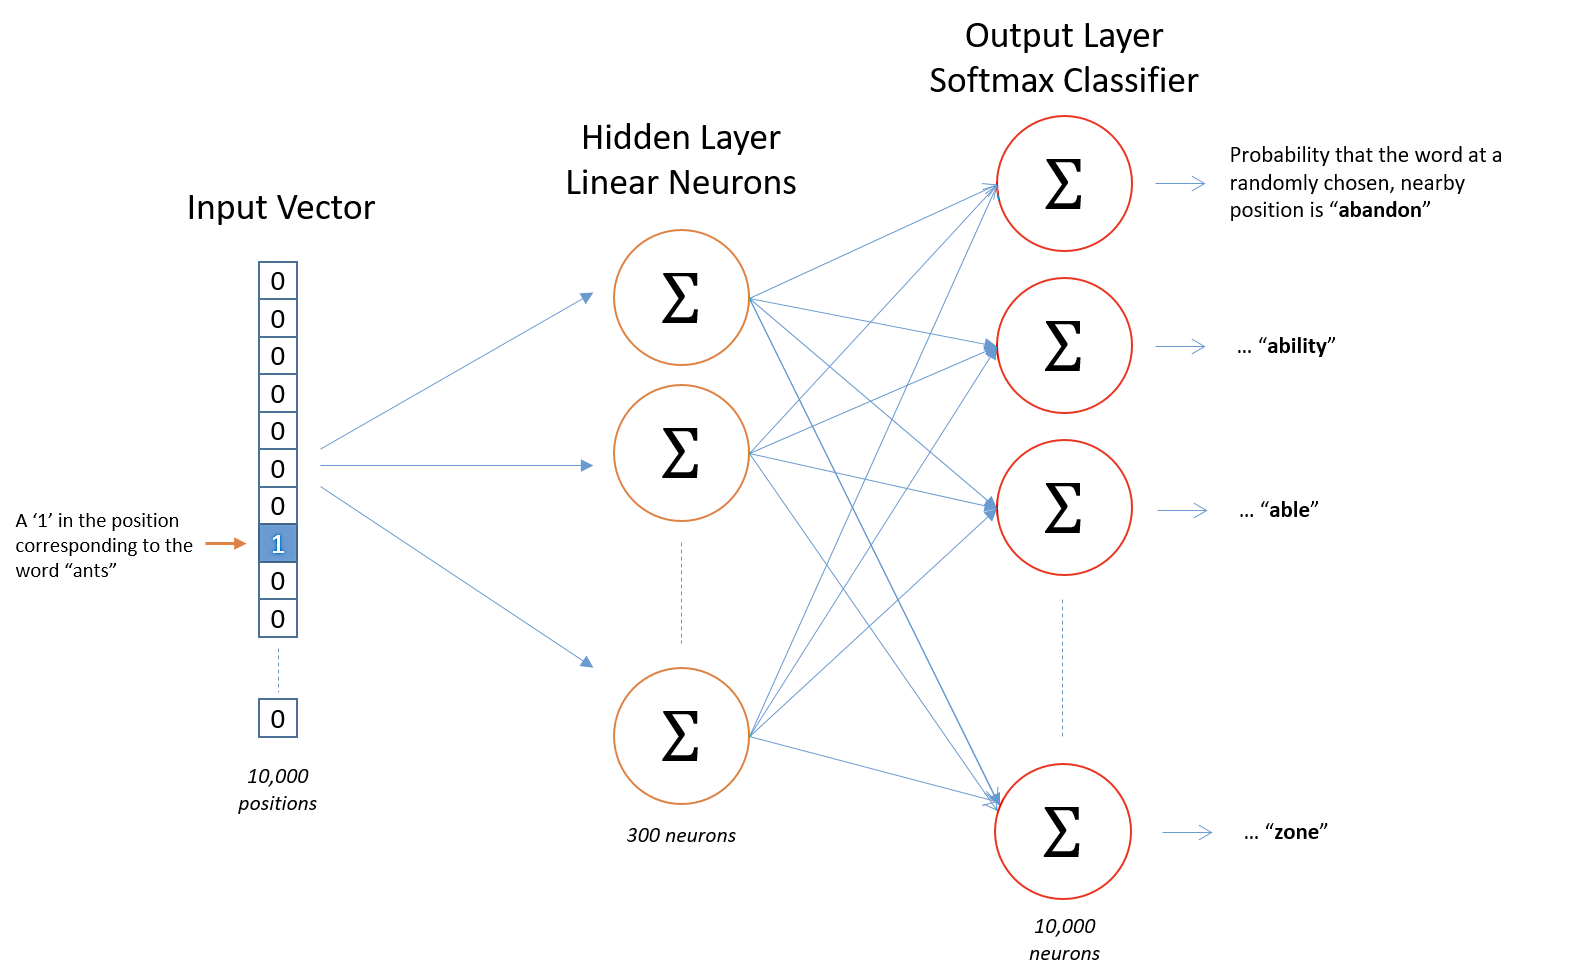 Output Layer
Softmax Classifier
Hidden Layer
Linear Neurons
Input Vector
0
0
0
0
0
0
0
1
0
0
0
A ‘1’ in the position
corresponding to the
word “ants”
10,000
positions
Σ
Σ
Σ
300 neurons
Σ
Σ
Σ
Σ
10,000
neurons
Probability that the word at a
randomly chosen, nearby
position is “abandon”
... “ability”
... “able”
... “zone”